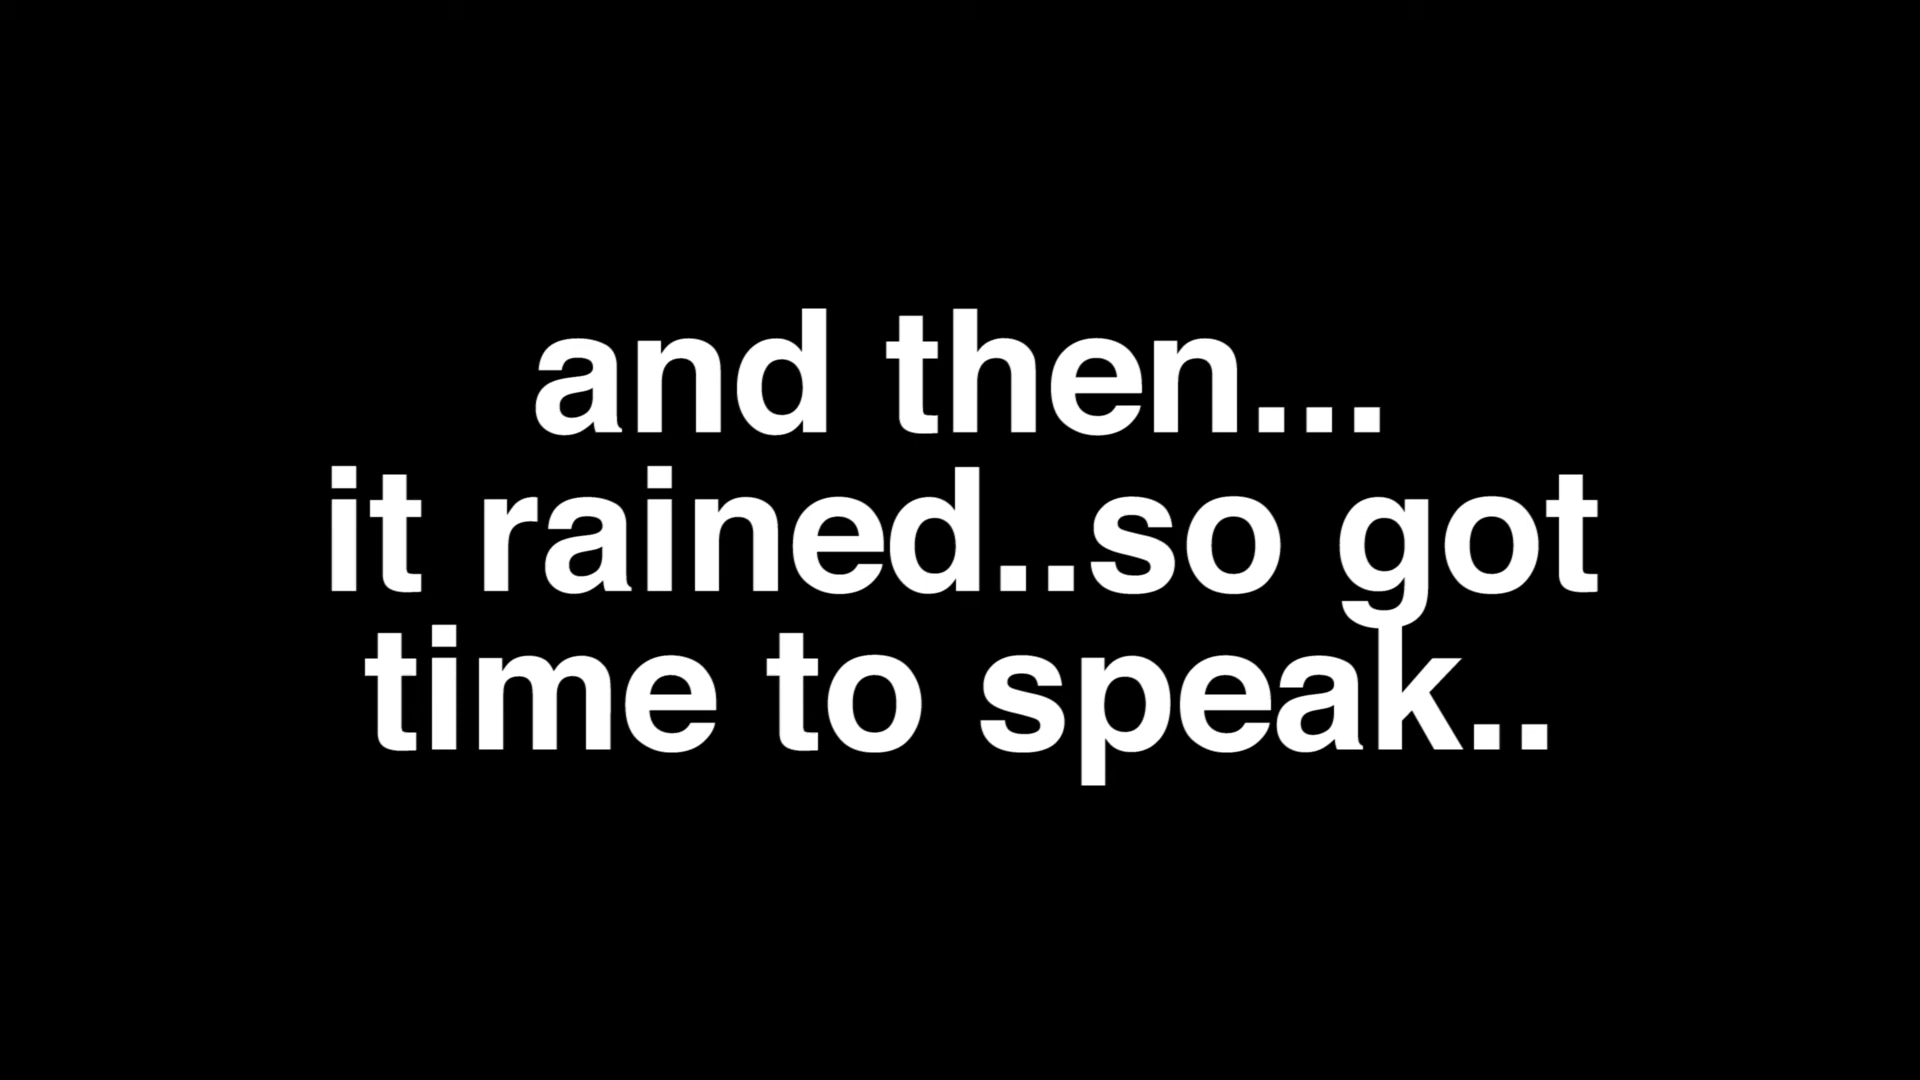 and then...
it rained..so got
time to speak..